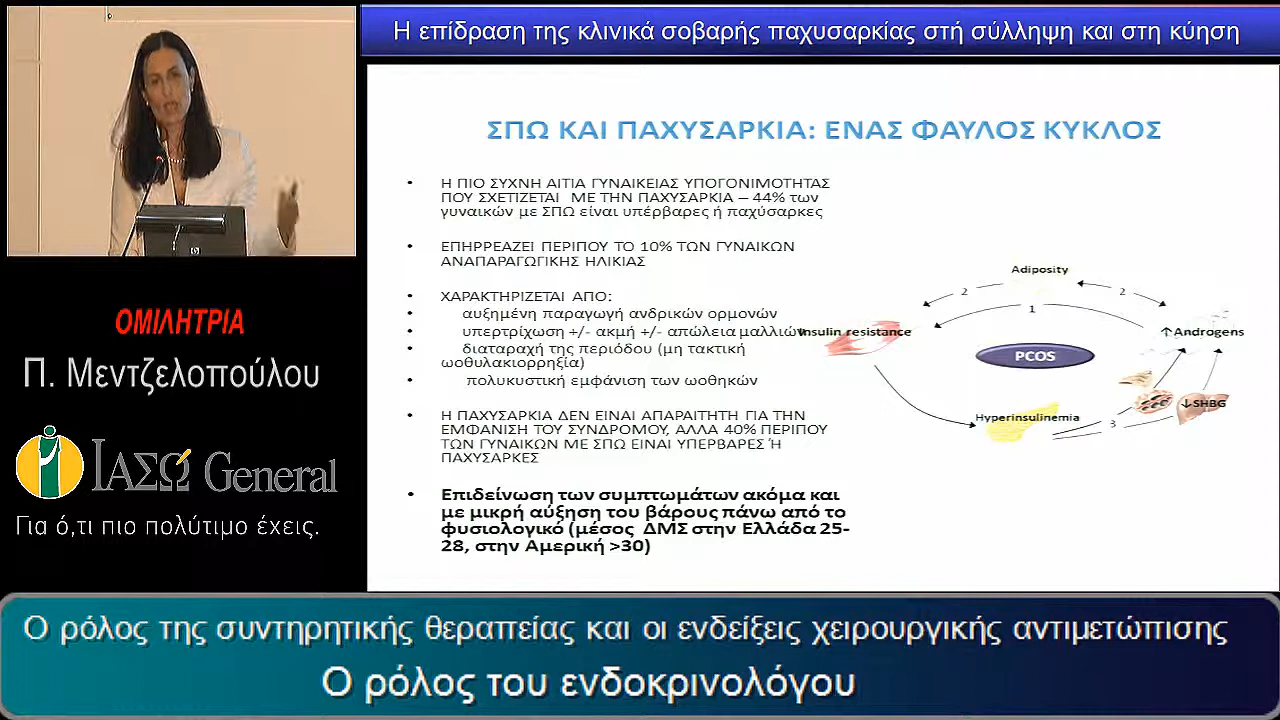 Η επίδραση της κλινικά σοβαρής παχυσαρκίας στή σύλληψη και στη κύηση
ΣΠΩ ΚΑΙ ΠΑΧΥΣΑΡΚΙΑ: ΕΝΑΣ ΦΑΥΛΟΣ ΚΥΚΛΟΣ
• Η ΠΙΟ ΣΥΧΝΗ ΑΙΤΙΑ ΓΥΝΑΙΚΕΙΑΣ ΥΠΟΓΟΝΙΜΟΤΗΤΑΣ
ΠΟΥ ΣΧΕΤΙΖΕΤΑΙ ΜΕ ΤΗΝ ΠΑΧΥΣΑΡΚΙΑ – 44% των
γυναικών με ΣΠΩ είναι υπέρβαρες ή παχύσαρκες
• ΕΠΗΡΡΕΑΖΕΙ ΠΕΡΙΠΟΥ ΤΟ 10% ΤΩΝ ΓΥΝΑΙΚΩΝ
ΑΝΑΠΑΡΑΓΩΓΙΚΗΣ ΗΛΙΚΙΑΣ
• ΧΑΡΑΚΤΗΡΙΖΕΤΑΙ ΑΠΟ:
• αυξημένη παραγωγή ανδρικών ορμονών
• υπερτρίχωση +/- ακμή +/- απώλεια μαλλιών
• διαταραχή της περιόδου (μη τακτική
ωοθυλακιορρηξία)
• πολυκυστική εμφάνιση των ωοθηκών
• Η ΠΑΧΥΣΑΡΚΙΑ ΔΕΝ ΕΙΝΑΙ ΑΠΑΡΑΙΤΗΤΗ ΓΙΑ ΤΗΝ
ΕΜΦΑΝΙΣΗ ΤΟΥ ΣΥΝΔΡΟΜΟΥ, ΑΛΛΑ 40% ΠΕΡΙΠΟΥ
ΤΩΝ ΓΥΝΑΙΚΩΝ ΜΕ ΣΠΩ ΕΙΝΑΙ ΥΠΕΡΒΑΡΕΣ Ή
ΠΑΧΥΣΑΡΚΕΣ
• Επιδείνωση των συμπτωμάτων ακόμα και
με μικρή αύξηση του βάρους πάνω από το
φυσιολογικό (μέσος ΔΜΣ στην Ελλάδα 25-
28, στην Αμερική >30)
Adiposity
2
2
1
Insulin resistance
↑Androgens
PCOS
↓SHBG
Hyperinsulinemia
3
hp
ΟΜΙΛΗΤΡΙΑ
Π. Μεντζελοπούλου
ΙΑΣΩ General
Για ό,τι πιο πολύτιμο έχεις.
Ο ρόλος της συντηρητικής θεραπείας και οι ενδείξεις χειρουργικής αντιμετώπισης
Ο ρόλος του ενδοκρινολόγου